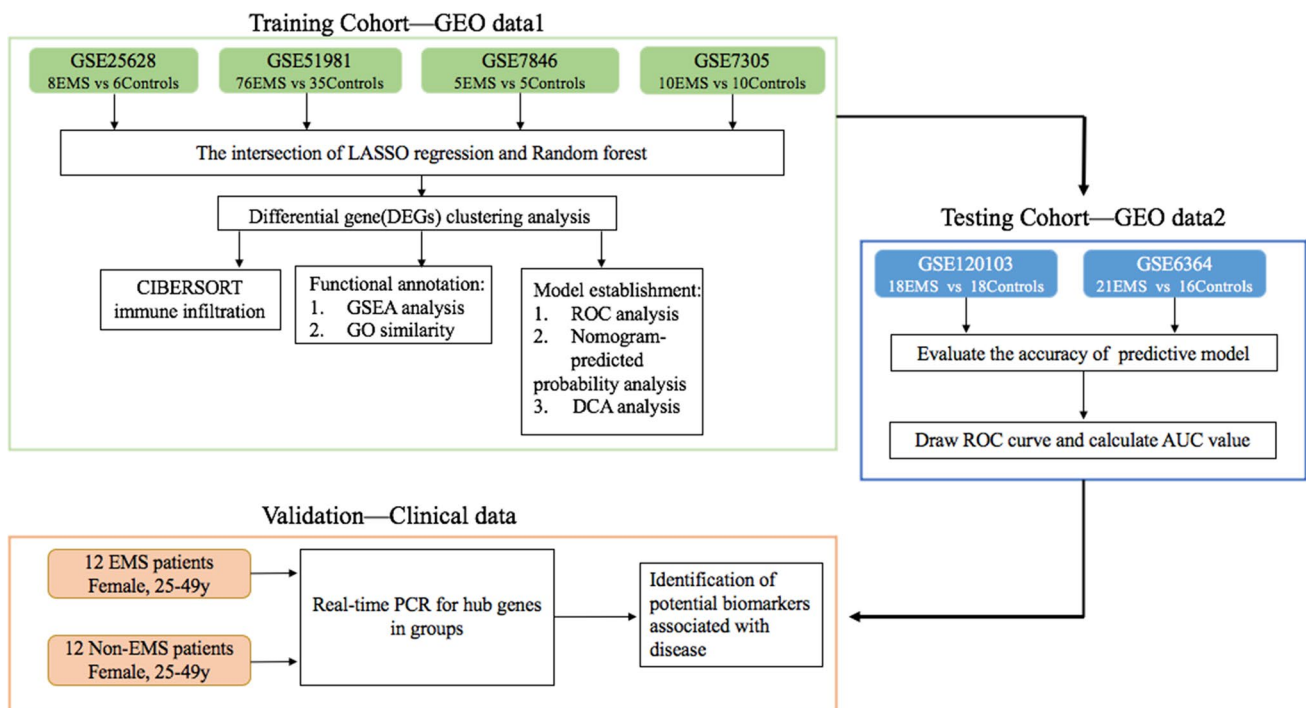 Training Cohort—GEO data1
GSE25628
8EMS vs 6Controls
GSE51981
76EMS vs 35Controls
GSE7846
5EMS vs 5Controls
GSE7305
10EMS vs 10Controls
The intersection of LASSO regression and Random forest
Differential gene(DEGs) clustering analysis
CIBERSORT
immune infiltration
Functional annotation:
1. GSEA analysis
2. GO similarity
Model establishment:
1. ROC analysis
2. Nomogram-
predicted
probability analysis
3. DCA analysis
Testing Cohort—GEO data2
GSE120103
18EMS vs 18Controls
GSE6364
21EMS vs 16Controls
Evaluate the accuracy of predictive model
Draw ROC curve and calculate AUC value
Validation—Clinical data
12 EMS patients
Female, 25-49y
12 Non-EMS patients
Female, 25-49y
Real-time PCR for hub genes
in groups
Identification of
potential biomarkers
associated with
disease